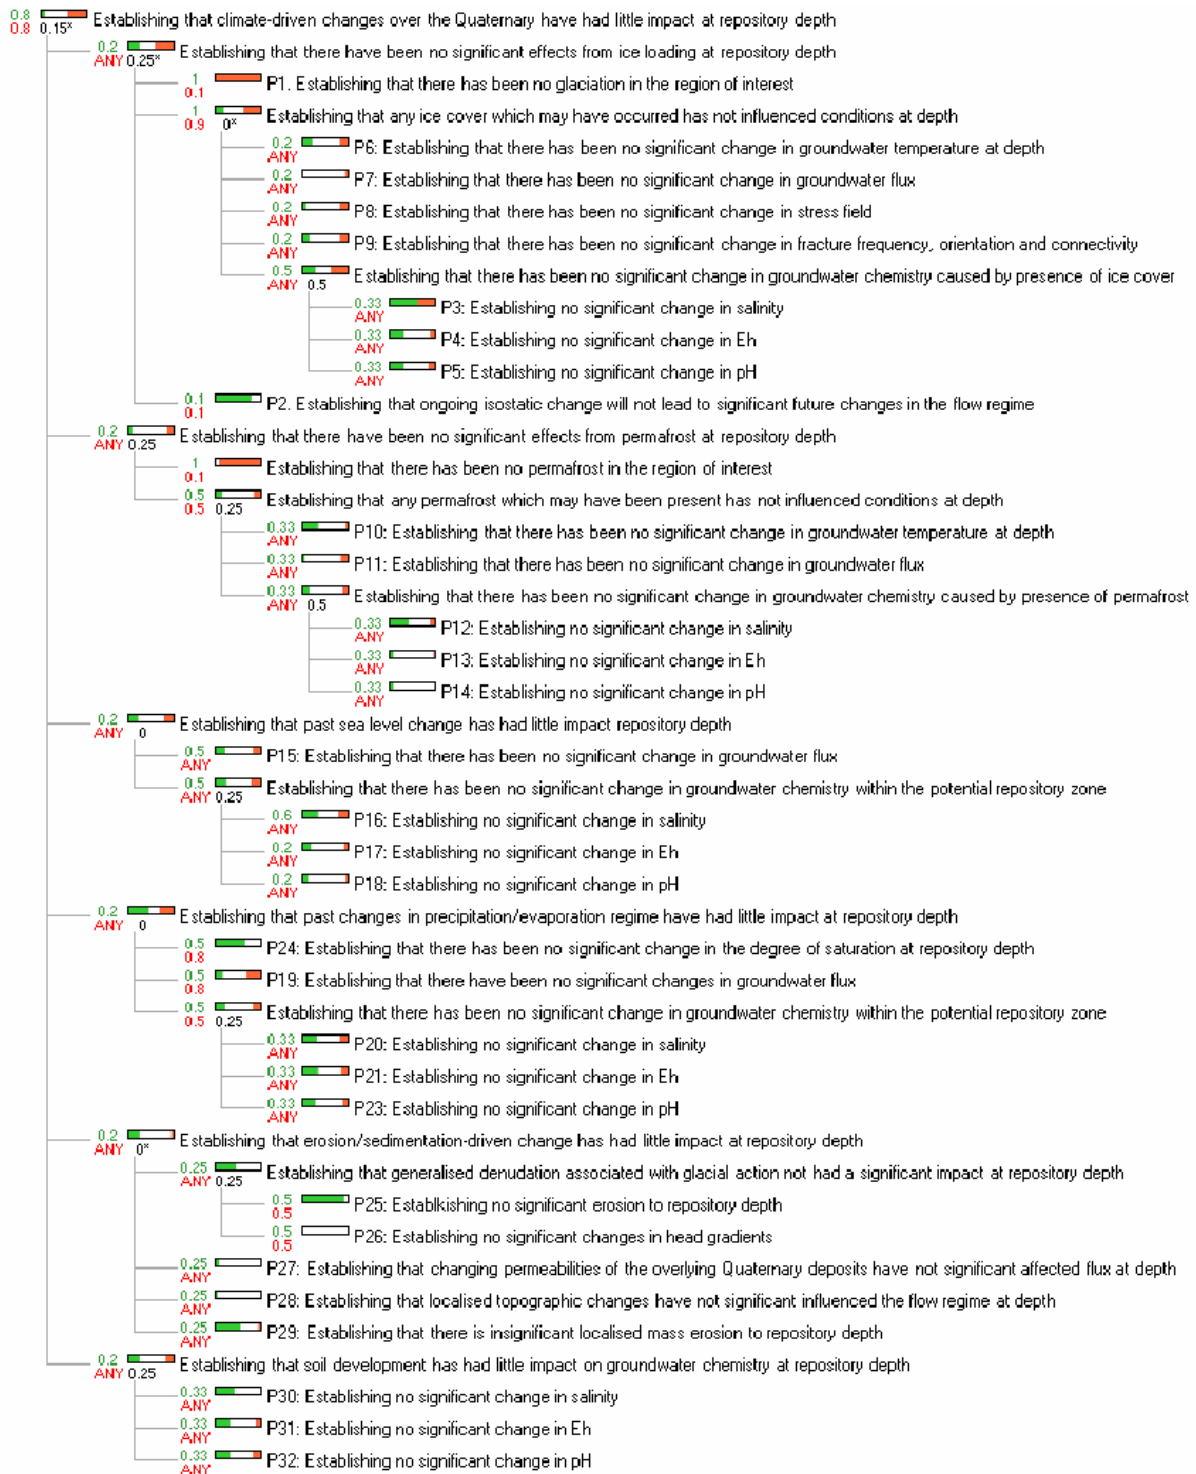 0.8 Establishing that climate-driven changes over the Quaternary have had little impact at repository depth
0.8 0.15x
0.2 Establishing that there have been no significant effects from ice loading at repository depth
ANY 0.25x
1 P1. Establishing that there has been no glaciation in the region of interest
0.1
1 Establishing that any ice cover which may have occurred has not influenced conditions at depth
0.9 0x
0.2 P6: Establishing that there has been no significant change in groundwater temperature at depth
ANY
0.2 P7: Establishing that there has been no significant change in groundwater flux
ANY
0.2 P8: Establishing that there has been no significant change in stress field
ANY
0.2 P9: Establishing that there has been no significant change in fracture frequency, orientation and connectivity
ANY
0.5 Establishing that there has been no significant change in groundwater chemistry caused by presence of ice cover
ANY 0.5
0.33 P3: Establishing no significant change in salinity
ANY
0.33 P4: Establishing no significant change in Eh
ANY
0.33 P5: Establishing no significant change in pH
ANY
0.1 P2. Establishing that ongoing isostatic change will not lead to significant future changes in the flow regime
0.1
0.2 Establishing that there have been no significant effects from permafrost at repository depth
ANY 0.25
1 Establishing that there has been no permafrost in the region of interest
0.1
0.5 Establishing that any permafrost which may have been present has not influenced conditions at depth
0.5 0.25
0.33 P10: Establishing that there has been no significant change in groundwater temperature at depth
ANY
0.33 P11: Establishing that there has been no significant change in groundwater flux
ANY
0.33 Establishing that there has been no significant change in groundwater chemistry caused by presence of permafrost
ANY 0.5
0.33 P12: Establishing no significant change in salinity
ANY
0.33 P13: Establishing no significant change in Eh
ANY
0.33 P14: Establishing no significant change in pH
ANY
0.2 Establishing that past sea level change has had little impact repository depth
ANY 0
0.5 P15: Establishing that there has been no significant change in groundwater flux
ANY
0.5 Establishing that there has been no significant change in groundwater chemistry within the potential repository zone
ANY 0.25
0.6 P16: Establishing no significant change in salinity
ANY
0.2 P17: Establishing no significant change in Eh
ANY
0.2 P18: Establishing no significant change in pH
ANY
0.2 Establishing that past changes in precipitation/evaporation regime have had little impact at repository depth
ANY 0
0.5 P24: Establishing that there has been no significant change in the degree of saturation at repository depth
0.8
0.5 P19: Establishing that there have been no significant changes in groundwater flux
0.8
0.5 Establishing that there has been no significant change in groundwater chemistry within the potential repository zone
0.5 0.25
0.33 P20: Establishing no significant change in salinity
ANY
0.33 P21: Establishing no significant change in Eh
ANY
0.33 P23: Establishing no significant change in pH
ANY
0.2 Establishing that erosion/sedimentation-driven change has had little impact at repository depth
ANY 0x
0.25 Establishing that generalised denudation associated with glacial action not had a significant impact at repository depth
ANY 0.25
0.5 P25: Establkishing no significant erosion to repository depth
0.5
0.5 P26: Establishing no significant changes in head gradients
0.5
0.25 P27: Establishing that changing permeabilities of the overlying Quaternary deposits have not significant affected flux at depth
ANY
0.25 P28: Establishing that localised topographic changes have not significant influenced the flow regime at depth
ANY
0.25 P29: Establishing that there is insignificant localised mass erosion to repository depth
ANY
0.2 Establishing that soil development has had little impact on groundwater chemistry at repository depth
ANY 0.25
0.33 P30: Establishing no significant change in salinity
ANY
0.33 P31: Establishing no significant change in Eh
ANY
0.33 P32: Establishing no significant change in pH
ANY